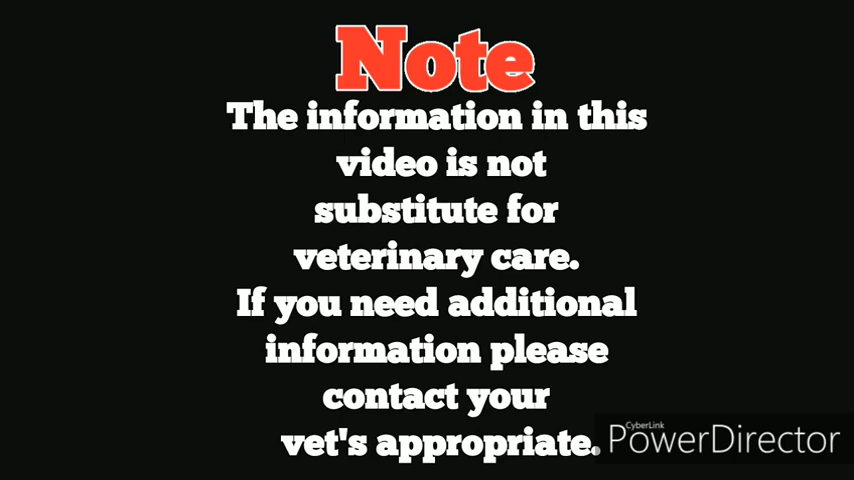 Note
The information in this
video is not
substitute for
veterinary care.
If you need additional
information please
contact your
vet's appropriate.
CyberLink
PowerDirector